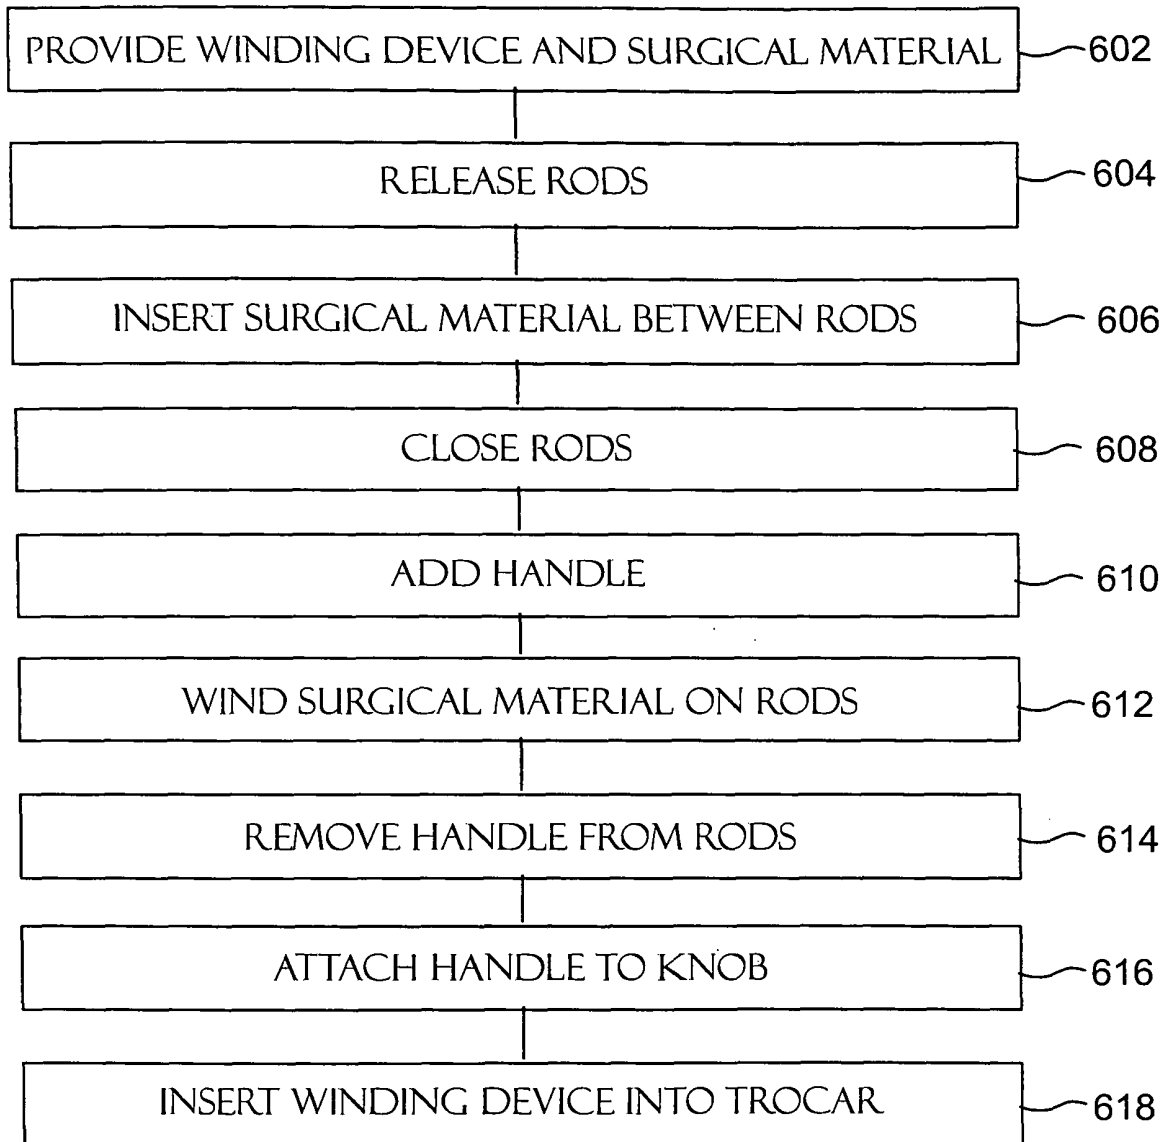 PROVIDE WINDING DEVICE AND SURGICAL MATERIAL 602
RELEASE RODS 604
INSERT SURGICAL MATERIAL BETWEEN RODS 606
CLOSE RODS 608
ADD HANDLE 610
WIND SURGICAL MATERIAL ON RODS 612
REMOVE HANDLE FROM RODS 614
ATTACH HANDLE TO KNOB 616
INSERT WINDING DEVICE INTO TROCAR 618